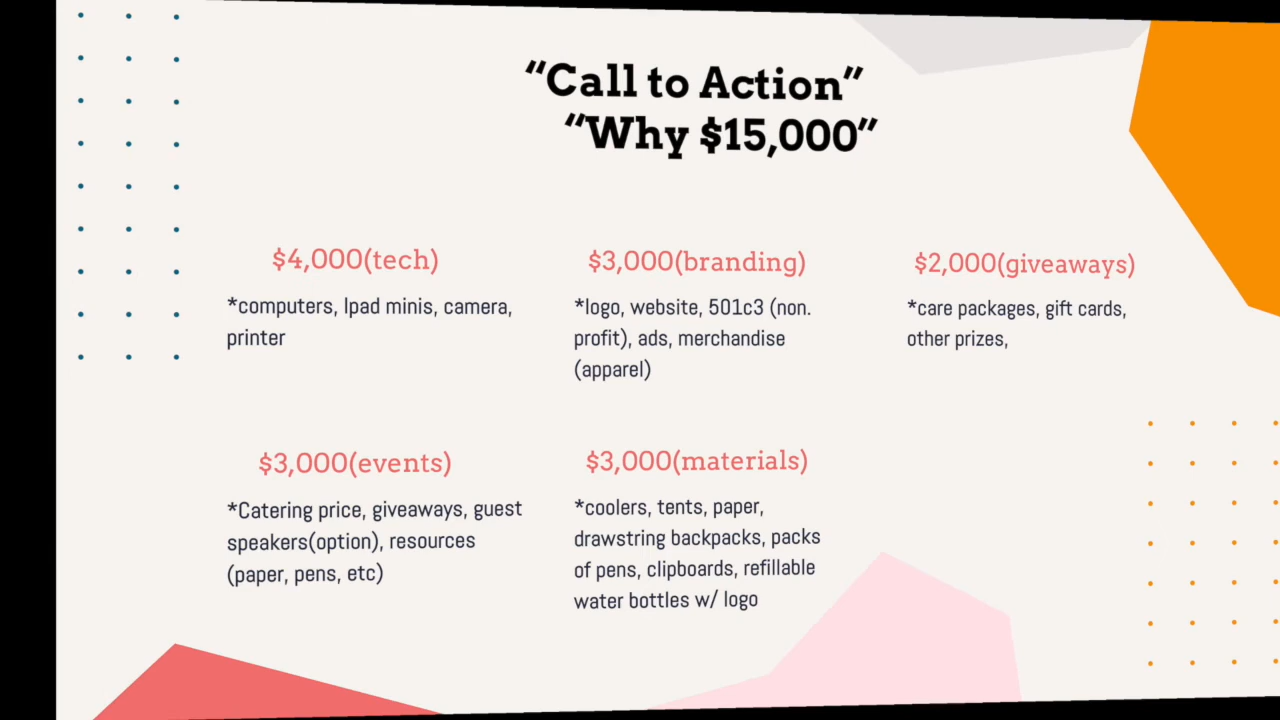 “Call to Action”
“Why $15,000”
$4,000(tech)
*computers, Ipad minis, camera,
printer
$3,000(branding)
*logo, website, 501c3 (non.
profit), ads, merchandise
(apparel)
$2,000(giveaways)
*care packages, gift cards,
other prizes,
$3,000(events)
*Catering price, giveaways, guest
speakers(option), resources
(paper, pens, etc)
$3,000(materials)
*coolers, tents, paper,
drawstring backpacks, packs
of pens, clipboards, refillable
water bottles w/ logo